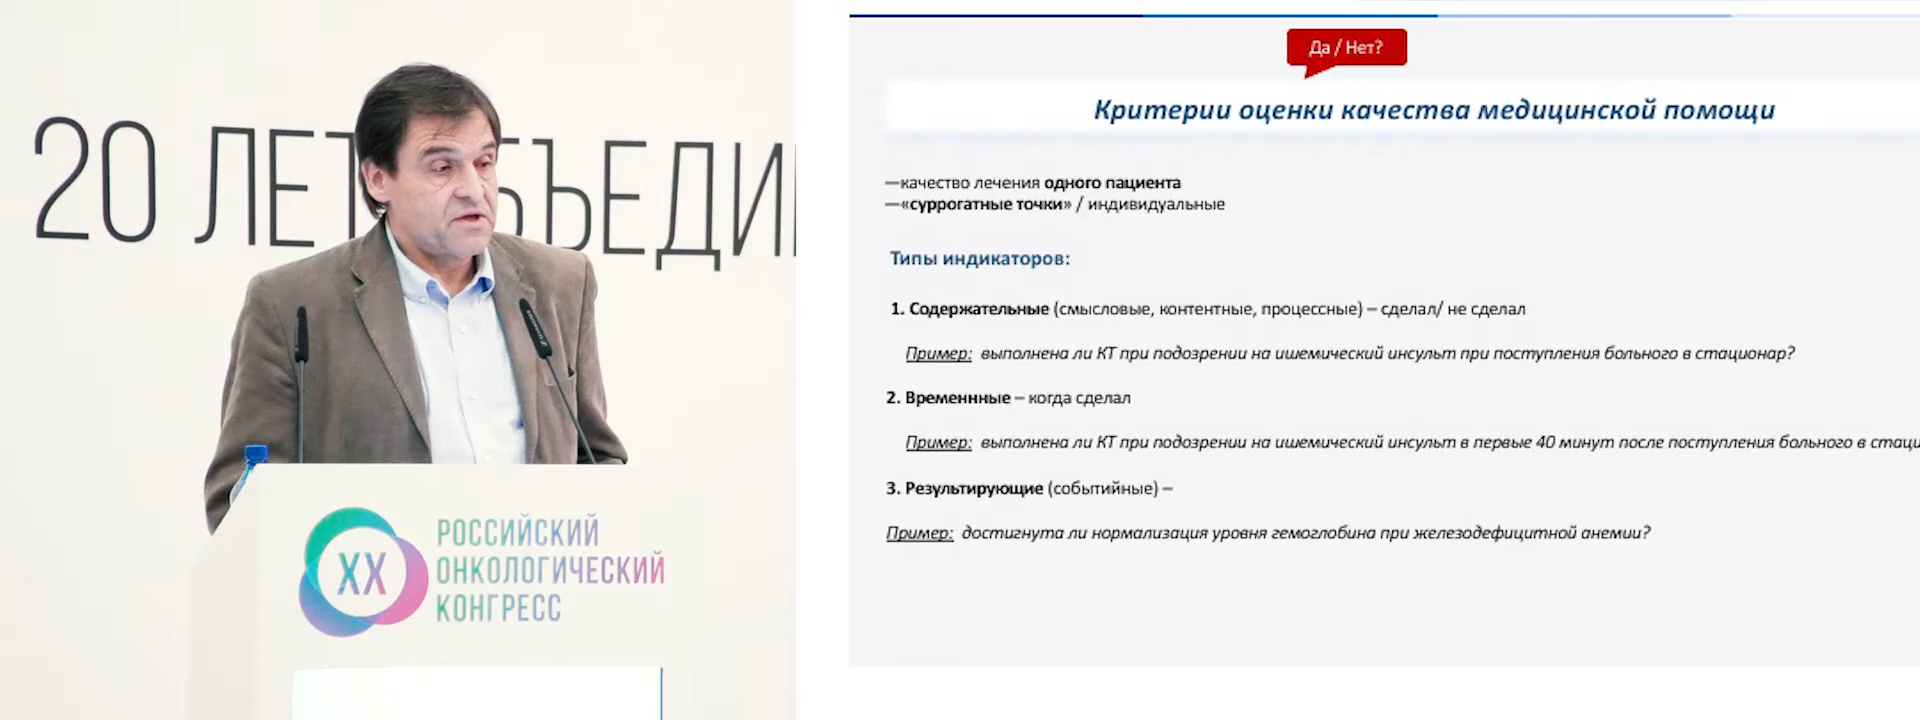 20 ЛЕТ ОБЪЕДИ
XX
РОССИЙСКИЙ
ОНКОЛОГИЧЕСКИЙ
КОНГРЕСС
Да / Нет?
Критерии оценки качества медицинской помощи
—качество лечения одного пациента
—«суррогатные точки» / индивидуальные
Типы индикаторов:
1. Содержательные (смысловые, контентные, процессные) – сделал/ не сделал
Пример: выполнена ли КТ при подозрении на ишемический инсульт при поступления больного в стационар?
2. Временнные – когда сделал
Пример: выполнена ли КТ при подозрении на ишемический инсульт в первые 40 минут после поступления больного в стаци
3. Результирующие (событийные) –
Пример: достигнута ли нормализация уровня гемоглобина при железодефицитной анемии?